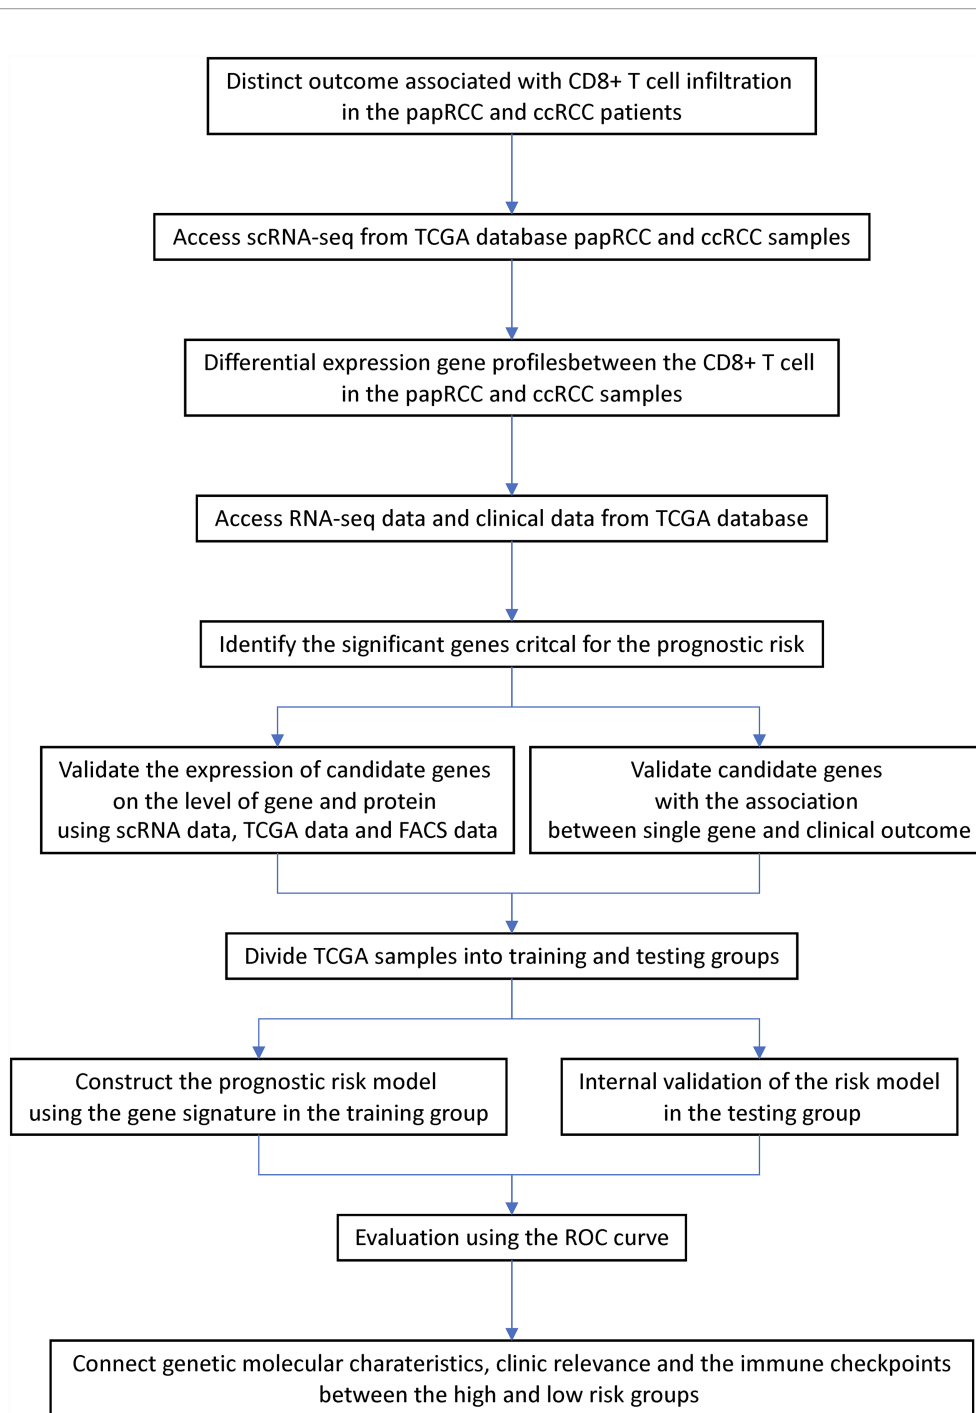 Distinct outcome associated with CD8+ T cell infiltration
in the papRCC and ccRCC patients
Access scRNA-seq from TCGA database papRCC and ccRCC samples
Differential expression gene profilesbetween the CD8+ T cell
in the papRCC and ccRCC samples
Access RNA-seq data and clinical data from TCGA database
Identify the significant genes critcal for the prognostic risk
Validate the expression of candidate genes
on the level of gene and protein
using scRNA data, TCGA data and FACS data
Validate candidate genes
with the association
between single gene and clinical outcome
Divide TCGA samples into training and testing groups
Construct the prognostic risk model
using the gene signature in the training group
Internal validation of the risk model
in the testing group
Evaluation using the ROC curve
Connect genetic molecular charateristics, clinic relevance and the immune checkpoints
between the high and low risk groups